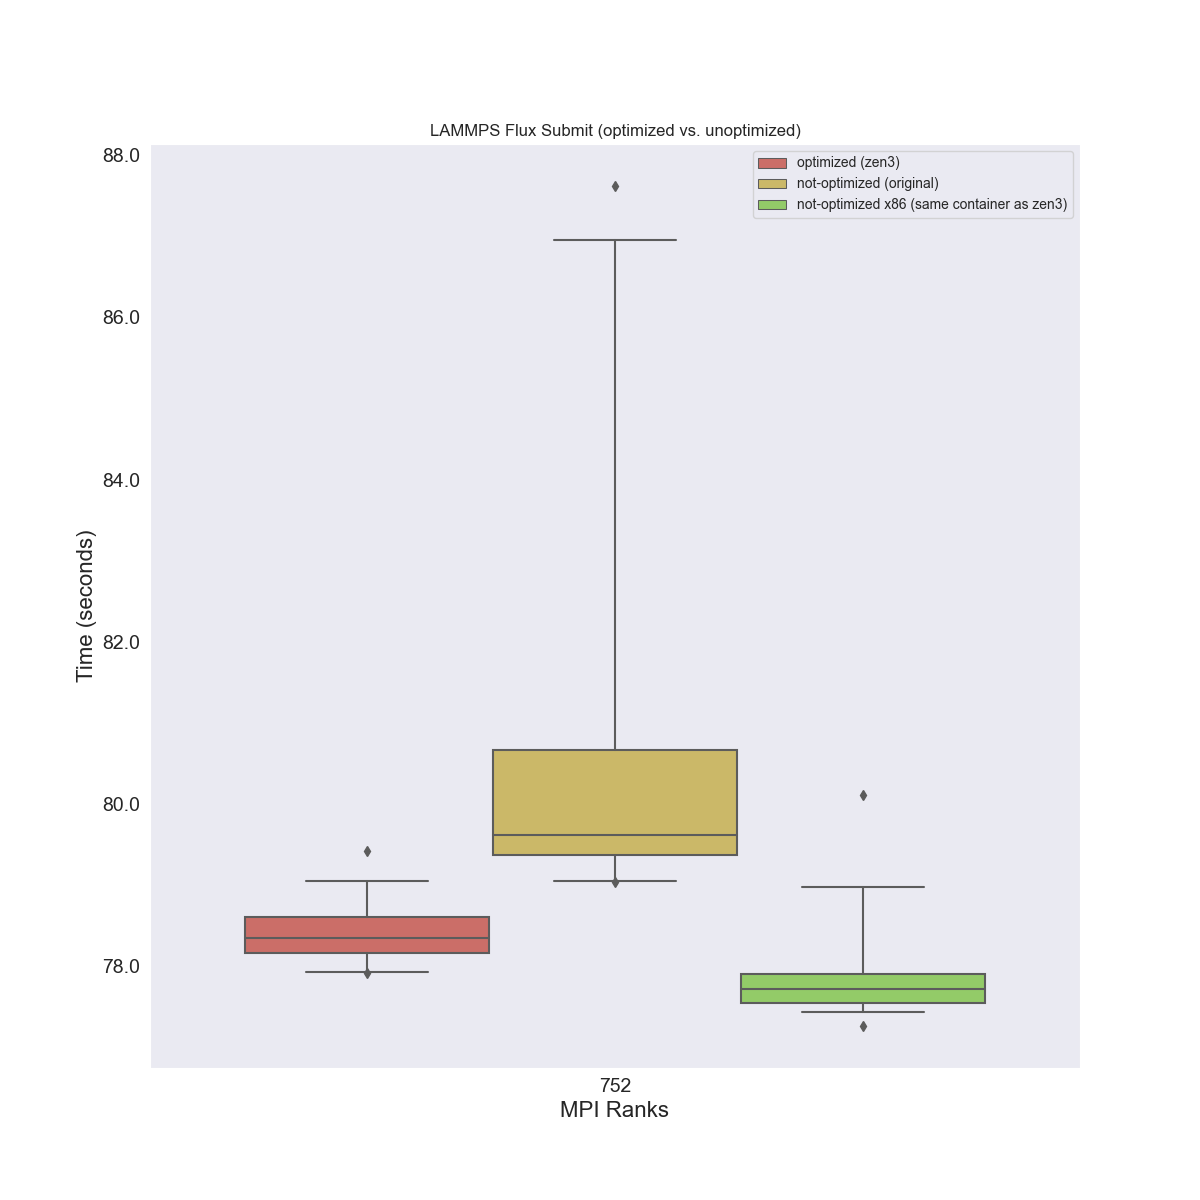 LAMMPS Flux Submit (optimized vs. unoptimized)
optimized (zen3)
not-optimized (original)
not-optimized x86 (same container as zen3)
88.0
86.0
84.0
82.0
80.0
78.0
Time (seconds)
752
MPI Ranks